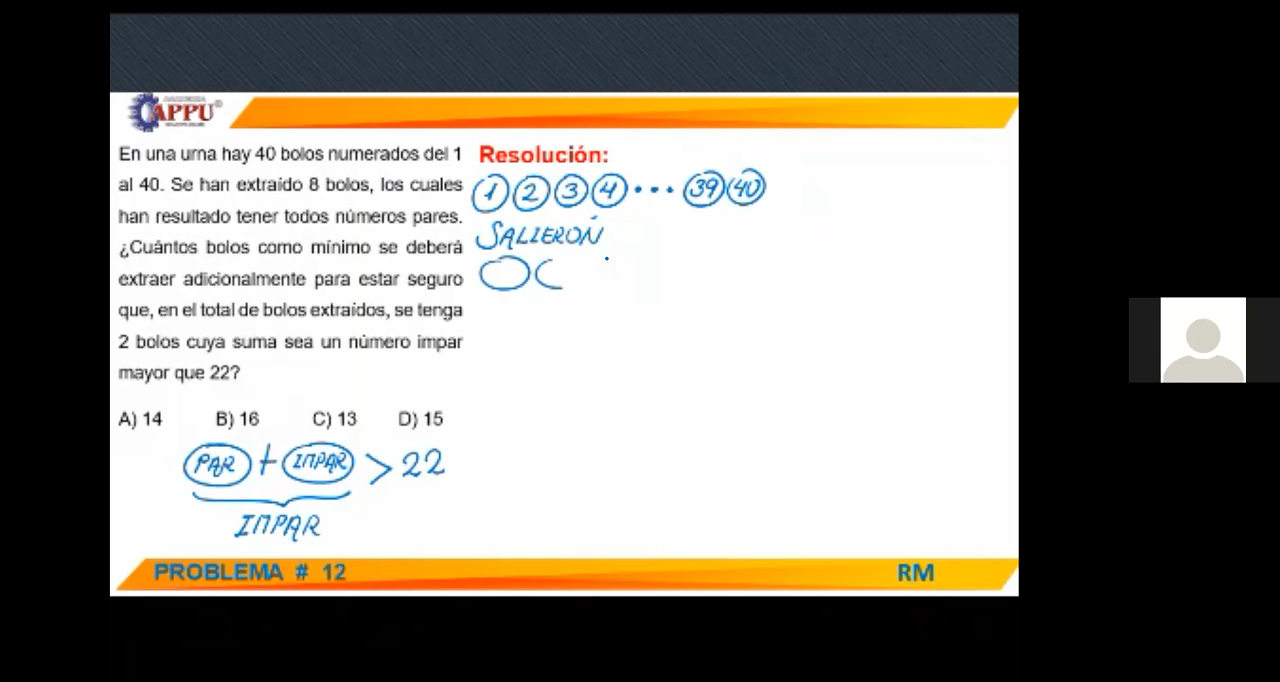 APPU
En una urna hay 40 bolos numerados del 1
al 40. Se han extraído 8 bolos, los cuales
han resultado tener todos números pares.
¿Cuántos bolos como mínimo se deberá
extraer adicionalmente para estar seguro
que, en el total de bolos extraídos, se tenga
2 bolos cuya suma sea un número impar
mayor que 22?
A) 14 B) 16 C) 13 D) 15
PAR + IMPAR > 22
IMPAR
Resolución:
1 2 3 4 ... 39 40
SALIERON
PROBLEMA # 12
RM